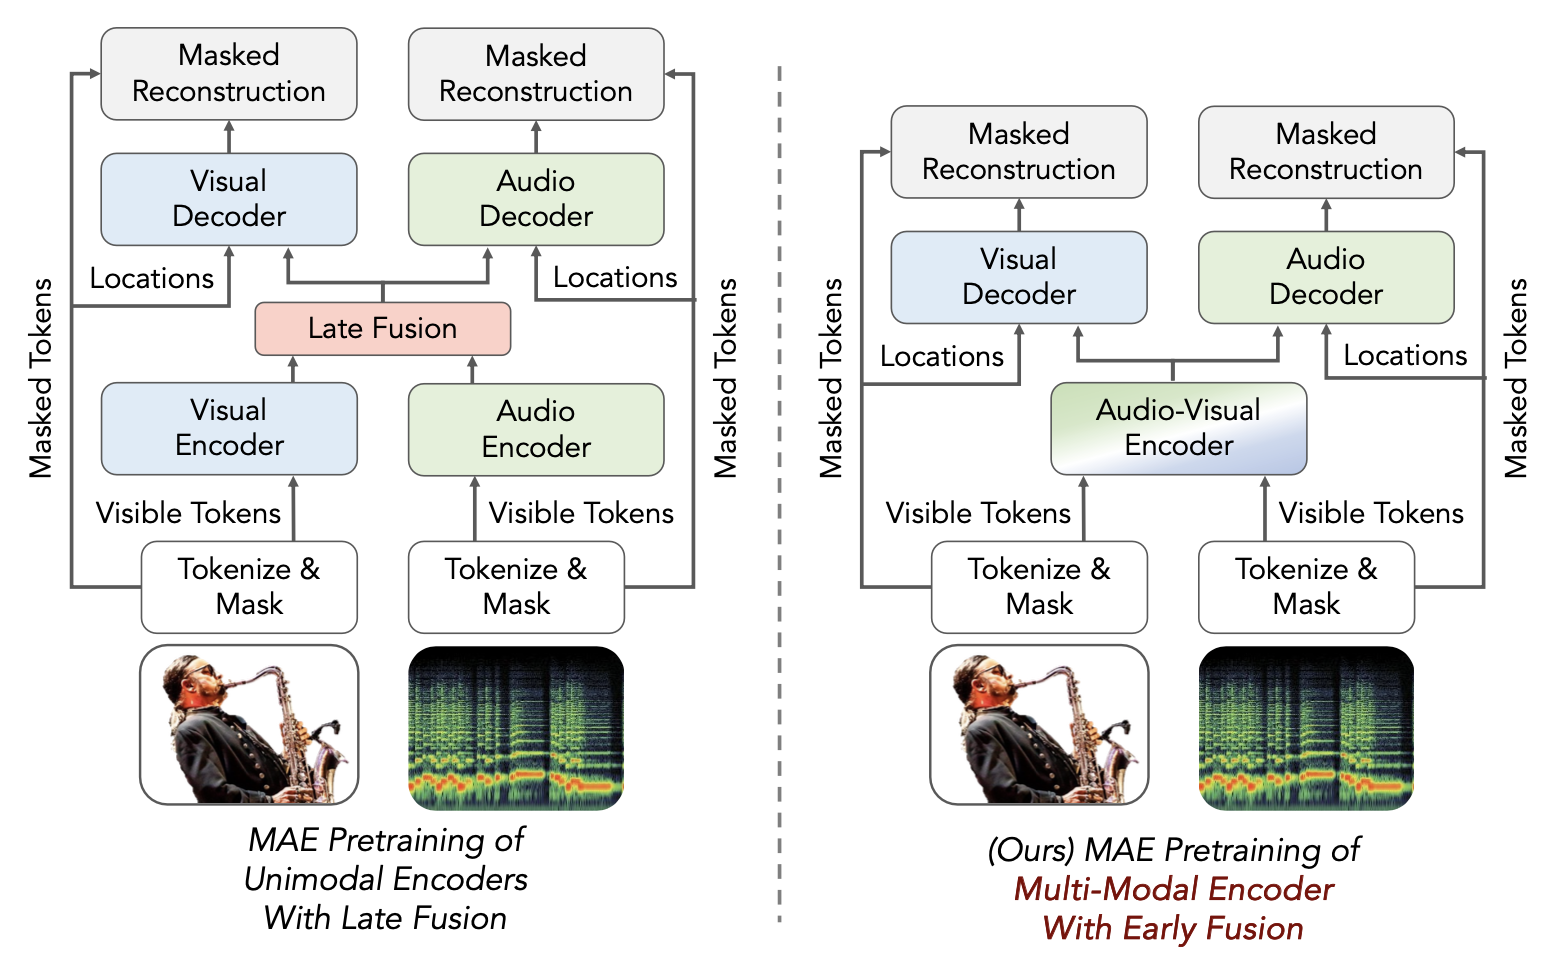 Masked
Reconstruction
Masked
Reconstruction
Visual
Decoder
Audio
Decoder
Locations
Locations
Late Fusion
Masked Tokens
Masked Tokens
Visual
Encoder
Audio
Encoder
Visible Tokens
Visible Tokens
Tokenize &
Mask
Tokenize &
Mask
MAE Pretraining of
Unimodal Encoders
With Late Fusion
Masked
Reconstruction
Masked
Reconstruction
Visual
Decoder
Audio
Decoder
Locations
Locations
Masked Tokens
Masked Tokens
Audio-Visual
Encoder
Visible Tokens
Visible Tokens
Tokenize &
Mask
Tokenize &
Mask
(Ours) MAE Pretraining of
Multi-Modal Encoder
With Early Fusion